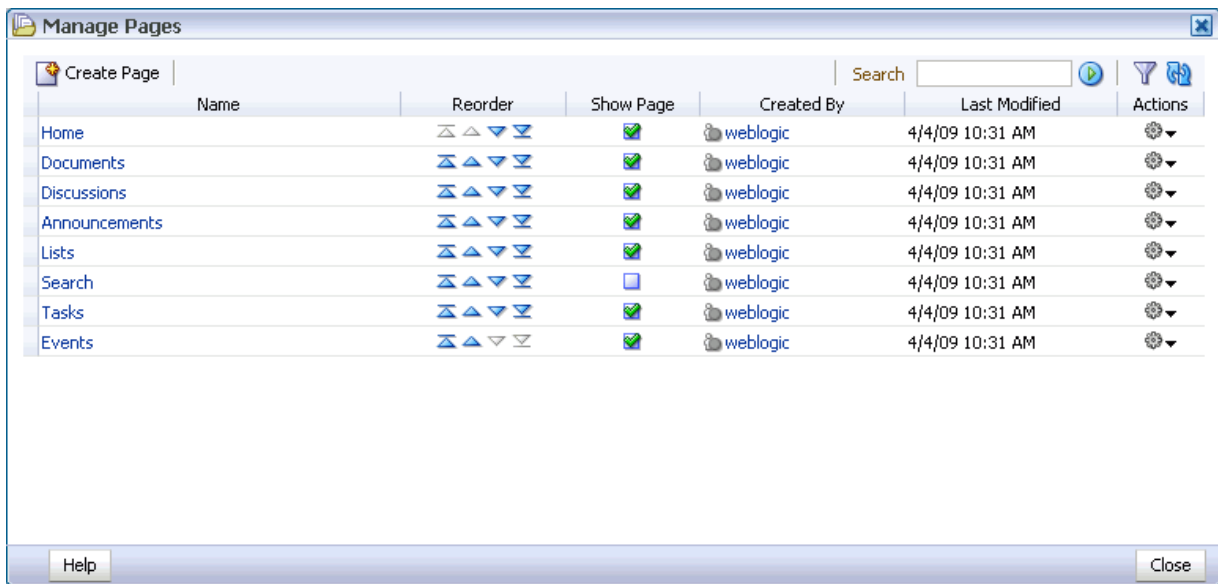 Manage Pages
Create Page Search
Name Reorder Show Page Created By Last Modified Actions
Home weblogic 4/4/09 10:31 AM
Documents weblogic 4/4/09 10:31 AM
Discussions weblogic 4/4/09 10:31 AM
Announcements weblogic 4/4/09 10:31 AM
Lists weblogic 4/4/09 10:31 AM
Search weblogic 4/4/09 10:31 AM
Tasks weblogic 4/4/09 10:31 AM
Events weblogic 4/4/09 10:31 AM
Help Close